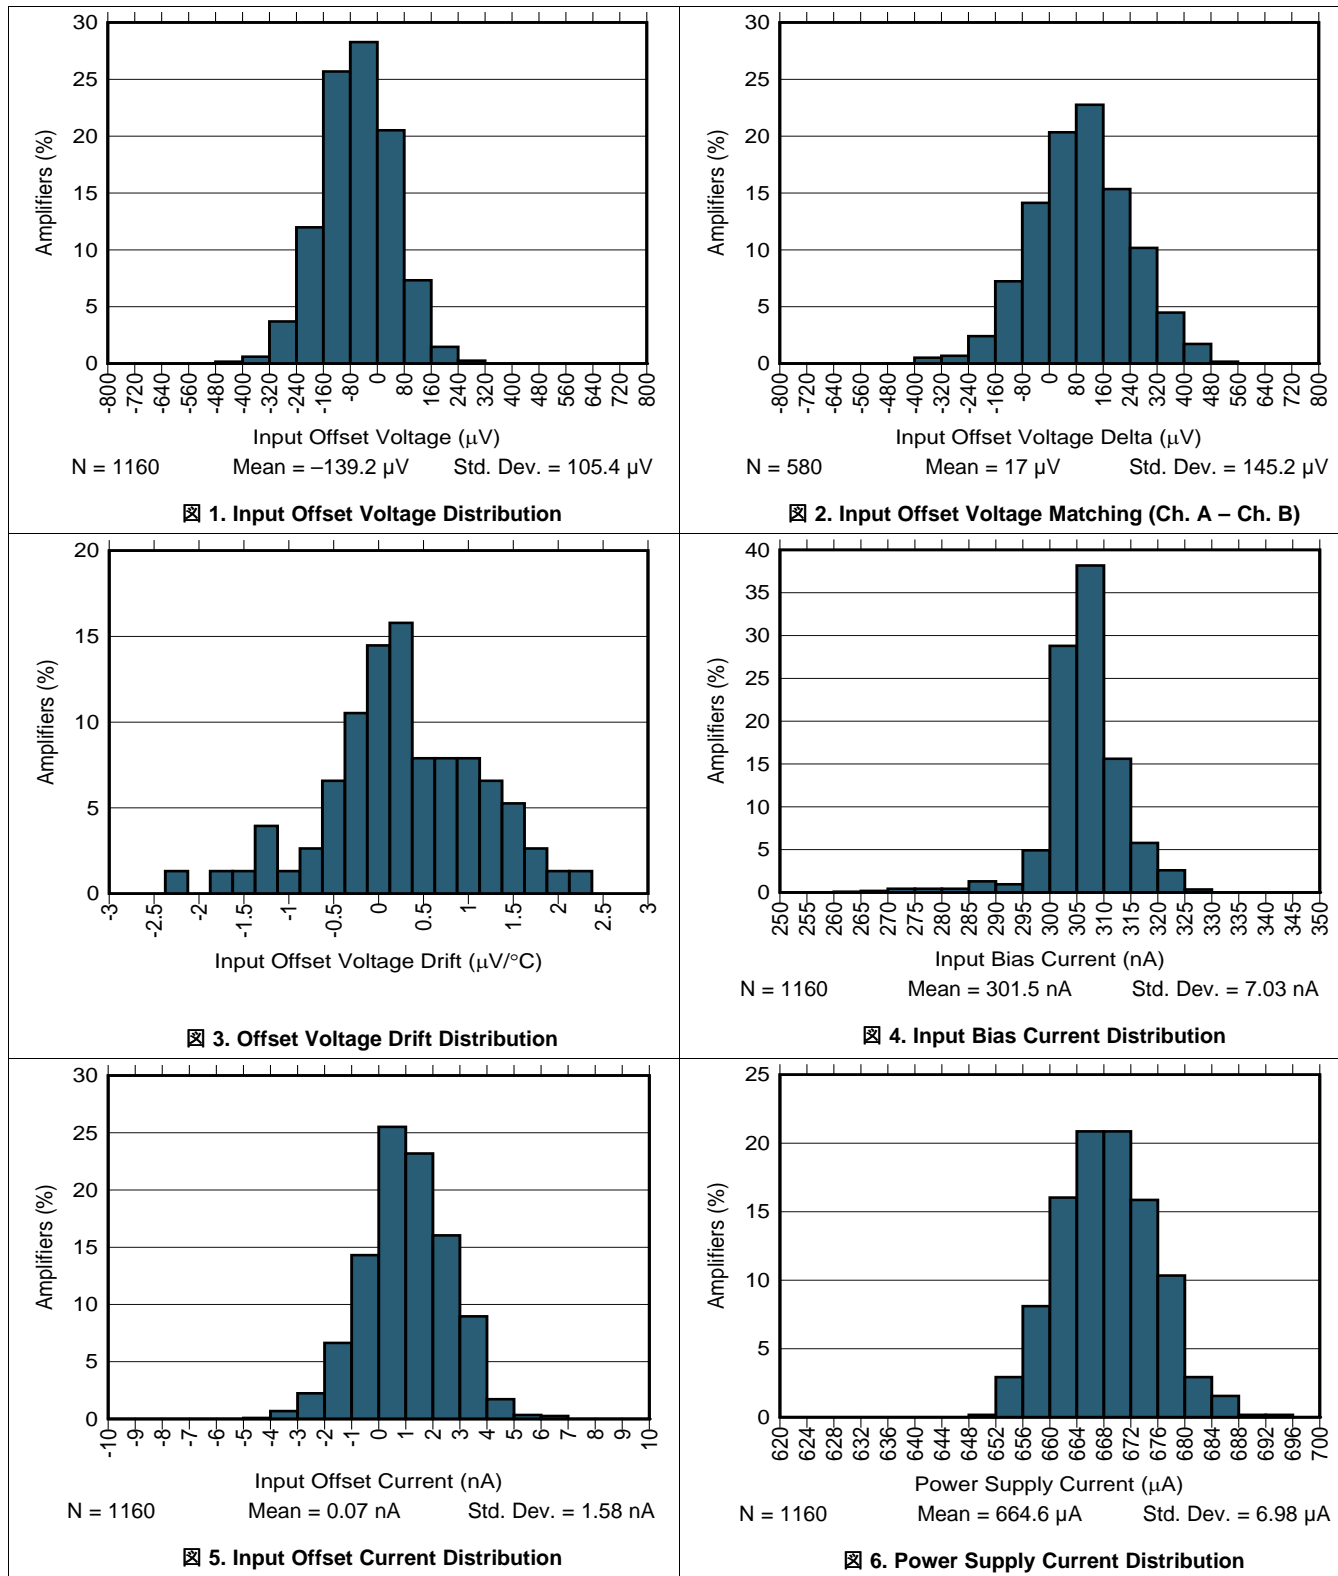 30
25
20
15
10
5
0
Amplifiers (%)
-800 -720 -640 -560 -480 -400 -320 -240 -160 -80 0 80 160 240 320 400 480 560 640 720 800
Input Offset Voltage (μV)
N = 1160 Mean = –139.2 μV Std. Dev. = 105.4 μV
図 1. Input Offset Voltage Distribution
30
25
20
15
10
5
0
Amplifiers (%)
-800 -720 -640 -560 -480 -400 -320 -240 -160 -80 0 80 160 240 320 400 480 560 640 720 800
Input Offset Voltage Delta (μV)
N = 580 Mean = 17 μV Std. Dev. = 145.2 μV
図 2. Input Offset Voltage Matching (Ch. A – Ch. B)
20
15
10
5
0
Amplifiers (%)
-3 -2.5 -2 -1.5 -1 -0.5 0 0.5 1 1.5 2 2.5 3
Input Offset Voltage Drift (μV/°C)
図 3. Offset Voltage Drift Distribution
40
35
30
25
20
15
10
5
0
Amplifiers (%)
250 255 260 265 270 275 280 285 290 295 300 305 310 315 320 325 330 335 340 345 350
Input Bias Current (nA)
N = 1160 Mean = 301.5 nA Std. Dev. = 7.03 nA
図 4. Input Bias Current Distribution
30
25
20
15
10
5
0
Amplifiers (%)
-10 -9 -8 -7 -6 -5 -4 -3 -2 -1 0 1 2 3 4 5 6 7 8 9 10
Input Offset Current (nA)
N = 1160 Mean = 0.07 nA Std. Dev. = 1.58 nA
図 5. Input Offset Current Distribution
25
20
15
10
5
0
Amplifiers (%)
620 624 628 632 636 640 644 648 652 656 660 664 668 672 676 680 684 688 692 696 700
Power Supply Current (μA)
N = 1160 Mean = 664.6 μA Std. Dev. = 6.98 μA
図 6. Power Supply Current Distribution